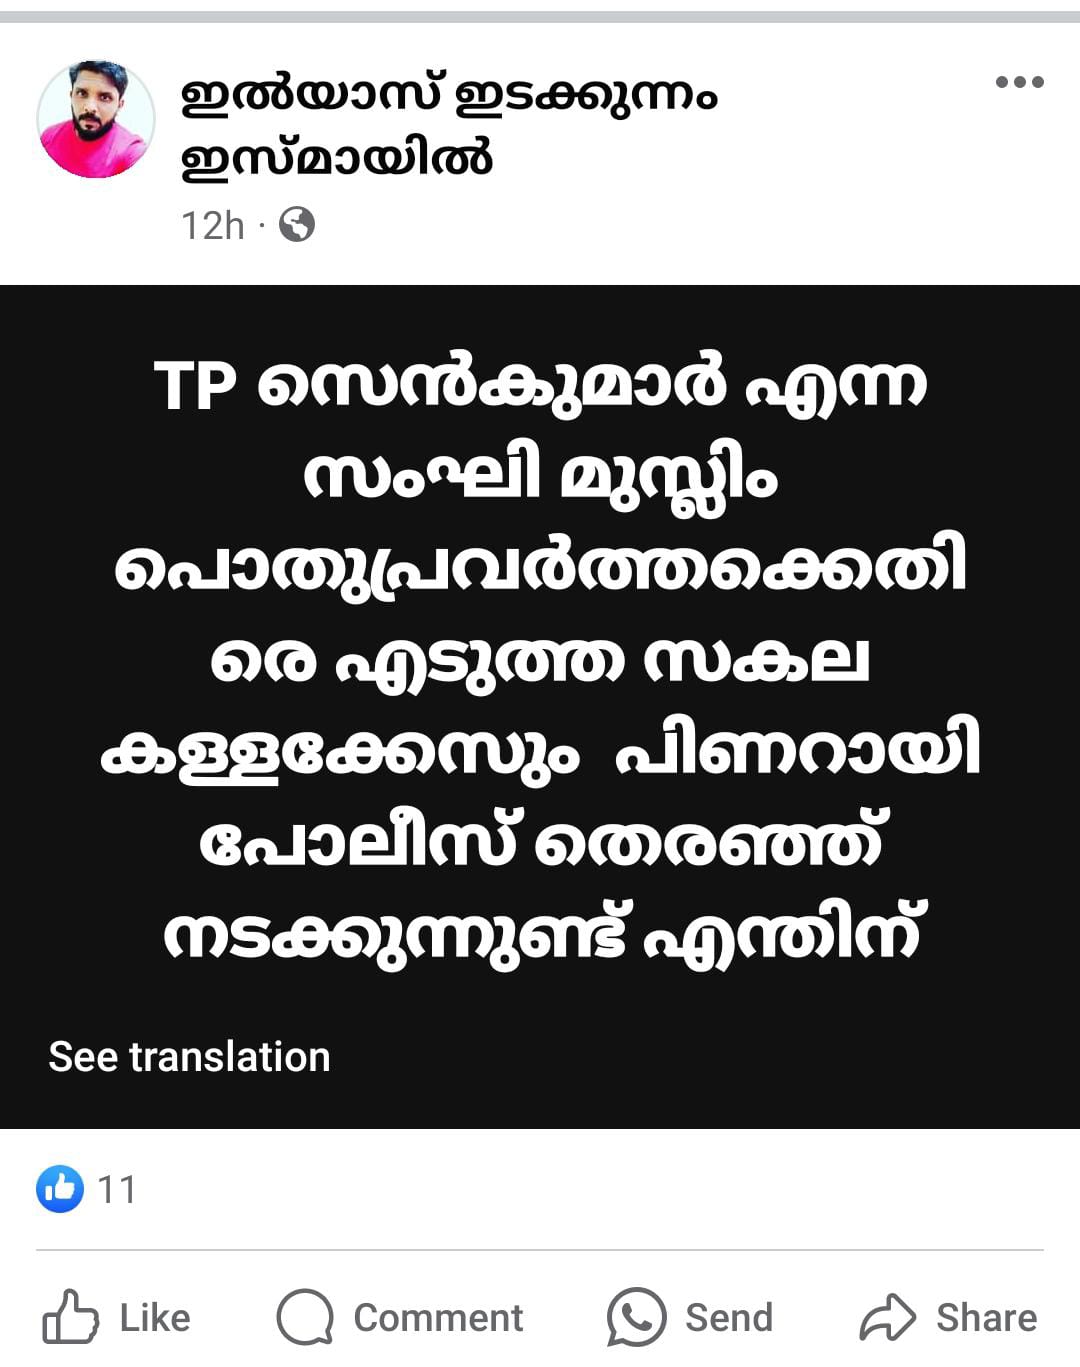 ഇൽയാസ് ഇടക്കുന്നം
ഇസ്മായിൽ
12h ·
TP സെൻകുമാർ എന്ന
സംഘി മുസ്ലിം
പൊതുപ്രവർത്തക്കെതി
രെ എടുത്ത സകല
കള്ളക്കേസും പിണറായി
പോലീസ് തെരഞ്ഞ്
നടക്കുന്നുണ്ട് എന്തിന്
See translation
11
Like Comment Send Share